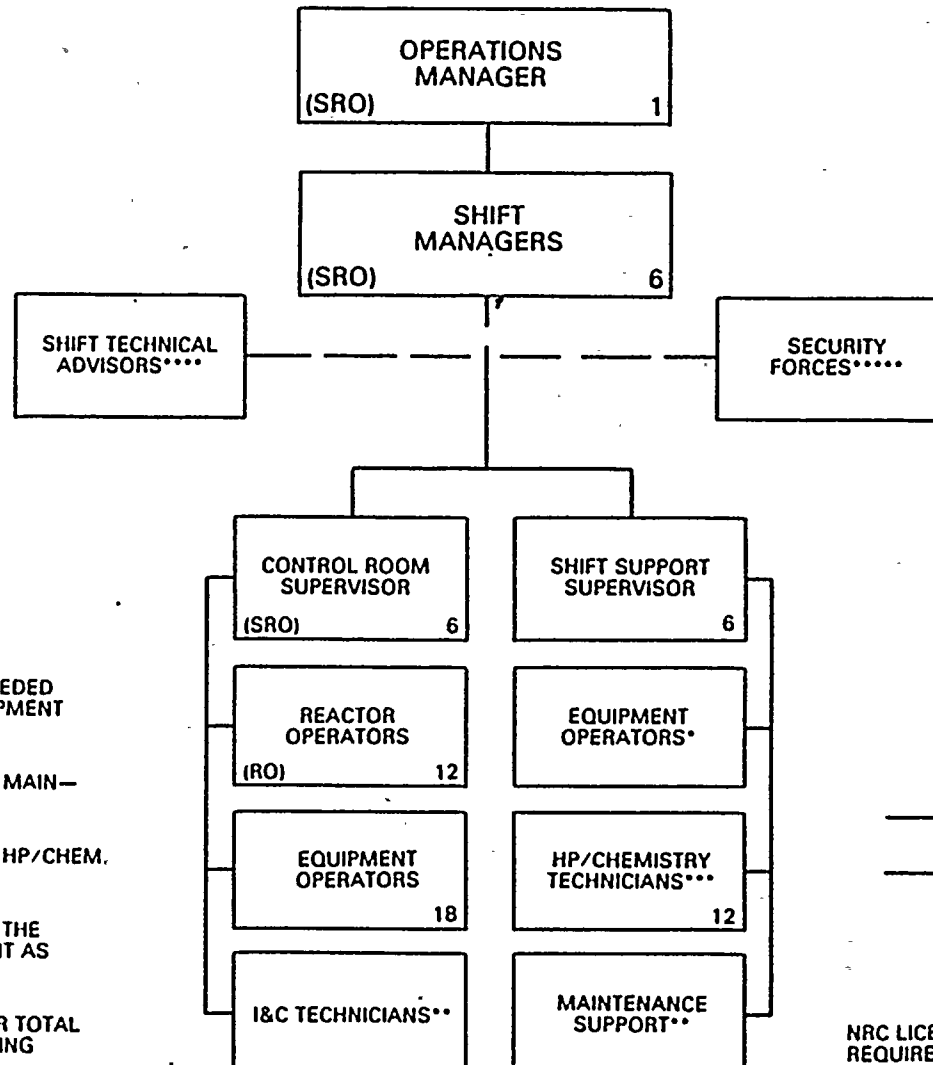 OPERATIONS
MANAGER
(SRO) 1
SHIFT
MANAGERS
(SRO) 6
SHIFT TECHNICAL
ADVISORS••••
SECURITY
FORCES•••••
CONTROL ROOM
SUPERVISOR
(SRO) 6
SHIFT SUPPORT
SUPERVISOR
6
REACTOR
OPERATORS
(RO) 12
EQUIPMENT
OPERATORS•
EQUIPMENT
OPERATORS
18
HP/CHEMISTRY
TECHNICIANS•••
12
I&C TECHNICIANS••
MAINTENANCE
SUPPORT••
EDED
PMENT
MAIN—
HP/CHEM.
THE
T AS
R TOTAL
ING
NRC LICE
REQUIRE